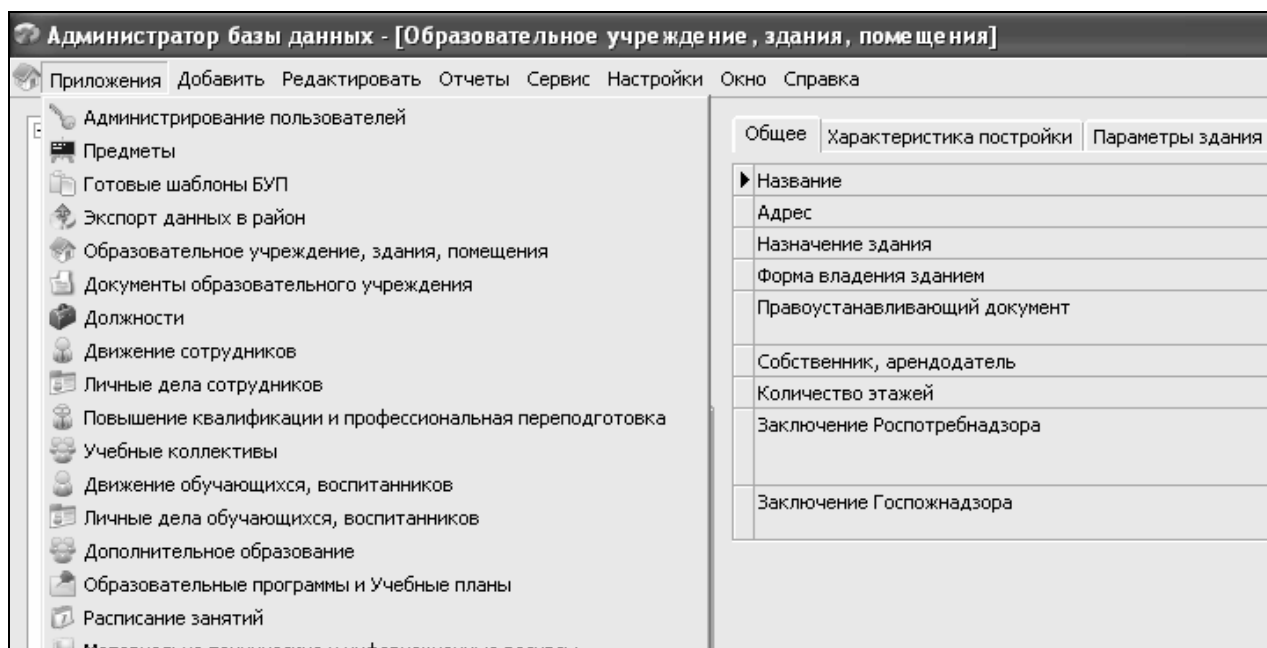 Администратор базы данных - [Образовательное учреждение, здания, помещения]
Приложения Добавить Редактировать Отчеты Сервис Настройки Окно Справка
Администрирование пользователей
Предметы
Готовые шаблоны БУП
Экспорт данных в район
Образовательное учреждение, здания, помещения
Документы образовательного учреждения
Должности
Движение сотрудников
Личные дела сотрудников
Повышение квалификации и профессиональная переподготовка
Учебные коллективы
Движение обучающихся, воспитанников
Личные дела обучающихся, воспитанников
Дополнительное образование
Образовательные программы и Учебные планы
Расписание занятий
Общее Характеристика постройки Параметры здания
Название
Адрес
Назначение здания
Форма владения зданием
Правоустанавливающий документ
Собственник, арендодатель
Количество этажей
Заключение Роспотребнадзора
Заключение Госпожнадзора